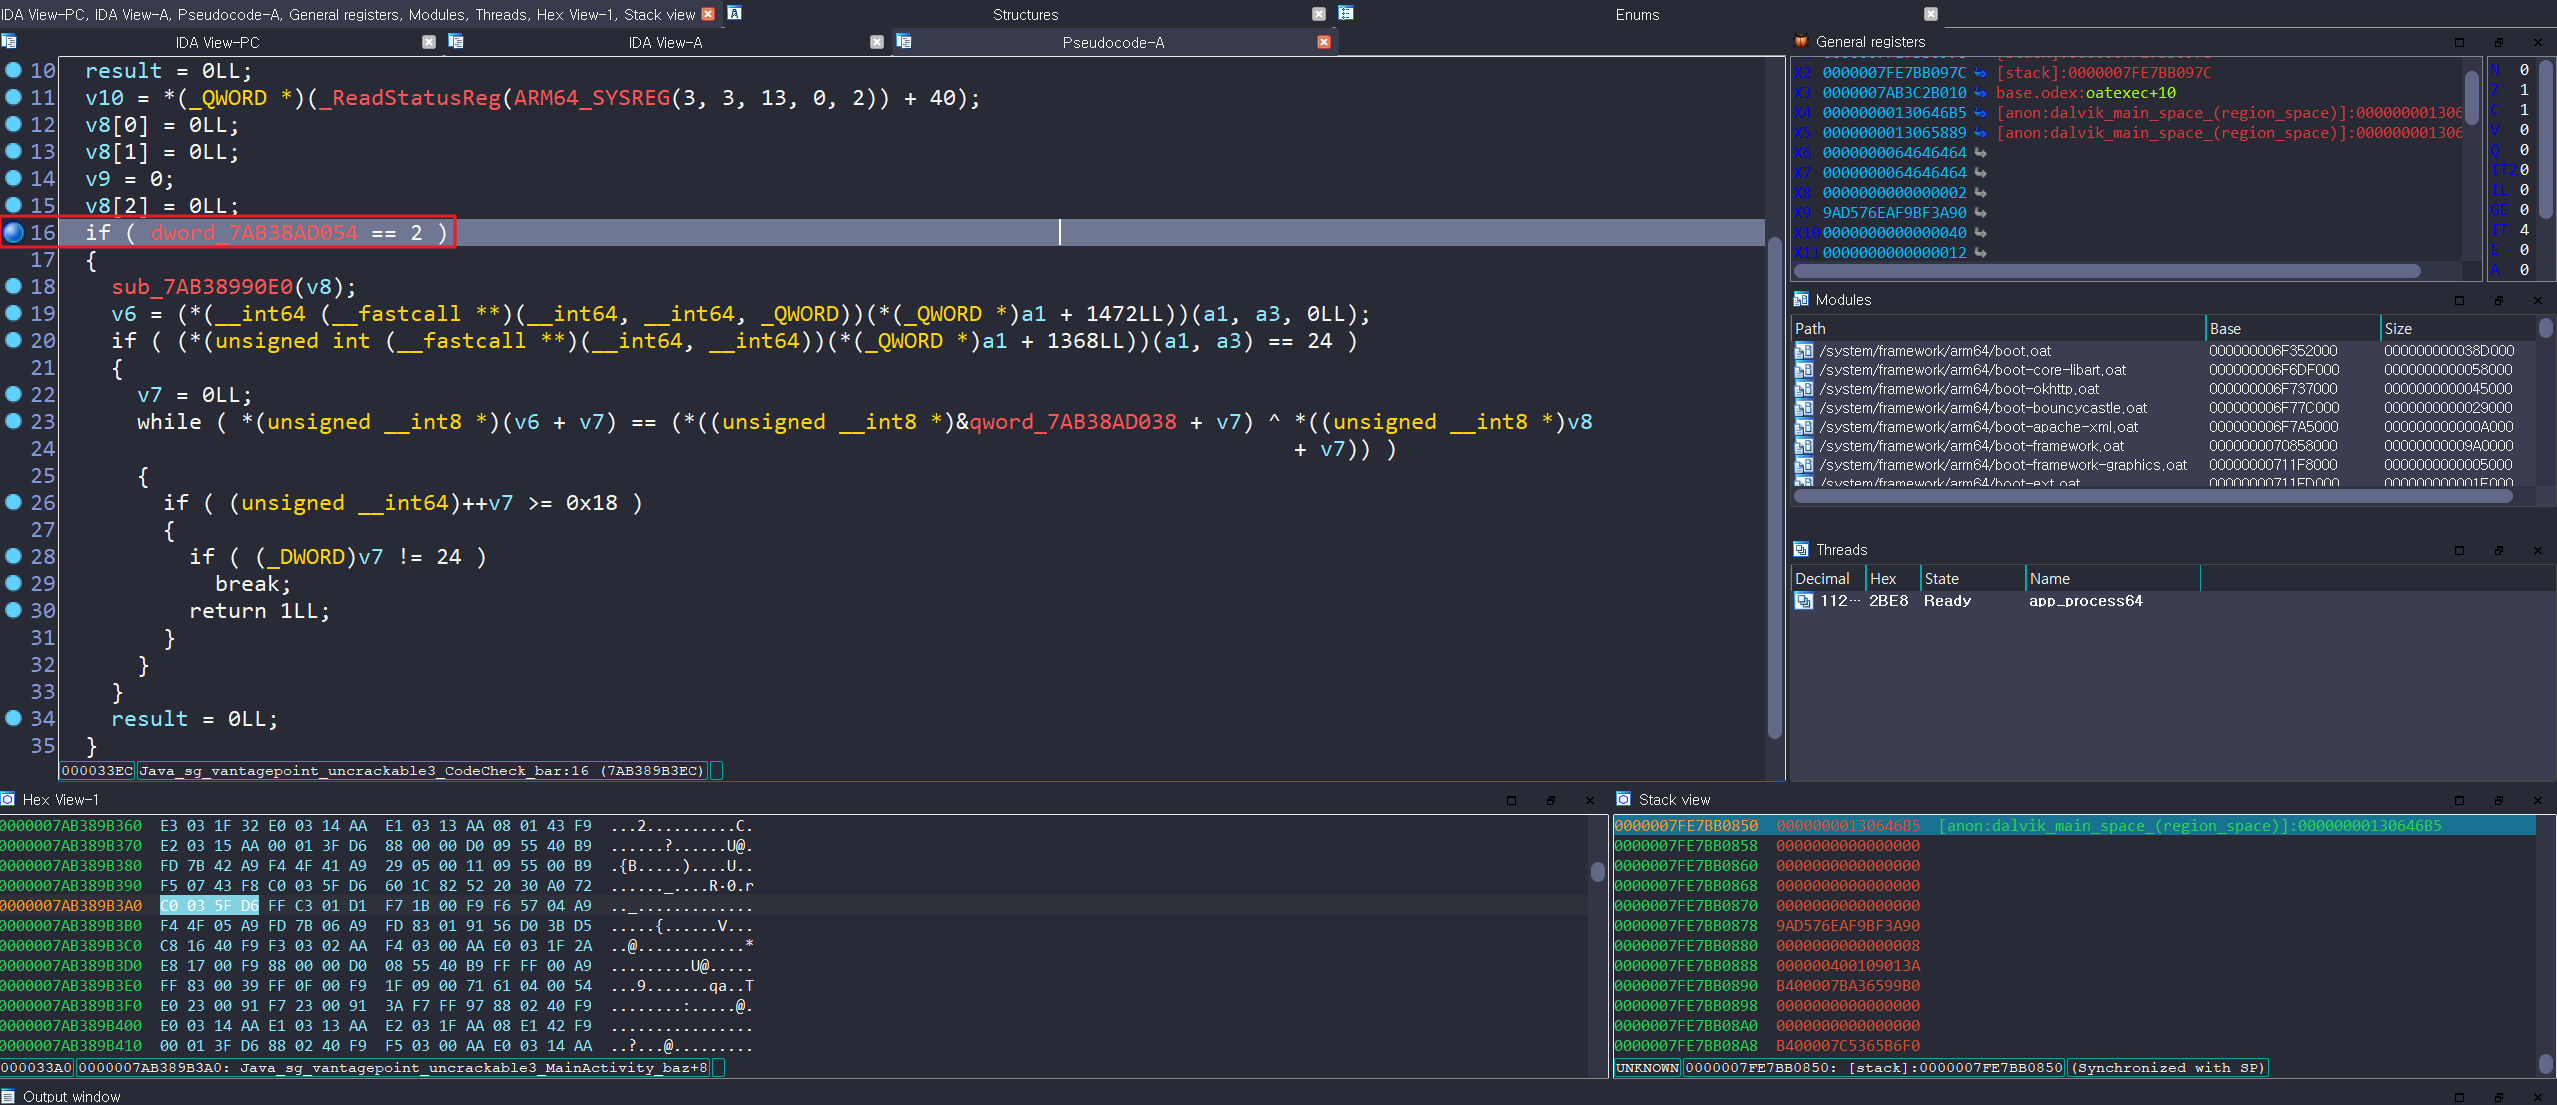 IDA View-PC, IDA View-A, Pseudocode-A, General registers, Modules, Threads, Hex View-1, Stack view
Structures
Enums
IDA View-PC
IDA View-A
Pseudocode-A
10 result = 0LL;
11 v10 = *(_QWORD *)(_ReadStatusReg(ARM64_SYSREG(3, 3, 13, 0, 2)) + 40);
12 v8[0] = 0LL;
13 v8[1] = 0LL;
14 v9 = 0;
15 v8[2] = 0LL;
16 if ( dword_7AB38AD054 == 2 )
17 {
18 sub_7AB38990E0(v8);
19 v6 = (*(__int64 (__fastcall **)(__int64, __int64, _QWORD))(*(_QWORD *)a1 + 1472LL))(a1, a3, 0LL);
20 if ( (*(unsigned int (__fastcall **)(__int64, __int64))(*(_QWORD *)a1 + 1368LL))(a1, a3) == 24 )
21 {
22 v7 = 0LL;
23 while ( *(unsigned __int8 *)(v6 + v7) == (*((unsigned __int8 *)&qword_7AB38AD038 + v7) ^ *((unsigned __int8 *)v8
24 + v7)) )
25 {
26 if ( (unsigned __int64)++v7 >= 0x18 )
27 {
28 if ( (_DWORD)v7 != 24 )
29 break;
30 return 1LL;
31 }
32 }
33 }
34 result = 0LL;
35 }
000033EC Java_sg_vantagepoint_uncrackable3_CodeCheck_bar:16 (7AB389B3EC)
General registers
X2 0000007FE7BB097C [stack]:0000007FE7BB097C
X3 0000007AB3C2B010 base.odex:oatexec+10
X4 00000000130646B5 [anon:dalvik_main_space_(region_space)]:000000001306
X5 0000000013065889 [anon:dalvik_main_space_(region_space)]:000000001306
X6 0000000064646464
X7 0000000064646464
X8 0000000000000002
X9 9AD576EAF9BF3A90
X10 0000000000000040
X11 0000000000000012
N 0
Z 1
C 1
V 0
Q 0
IT2 0
IL 0
GE 0
IT 4
E 0
A 0
Modules
Path Base Size
/system/framework/arm64/boot.oat 000000006F352000 000000000038D000
/system/framework/arm64/boot-core-libart.oat 000000006F6DF000 0000000000058000
/system/framework/arm64/boot-okhttp.oat 000000006F737000 0000000000045000
/system/framework/arm64/boot-bouncycastle.oat 000000006F77C000 0000000000029000
/system/framework/arm64/boot-apache-xml.oat 000000006F7A5000 000000000000A000
/system/framework/arm64/boot-framework.oat 0000000070858000 00000000009A0000
/system/framework/arm64/boot-framework-graphics.oat 00000000711F8000 0000000000005000
/system/framework/arm64/boot-ext.oat 00000000711FD000 000000000001E000
Threads
Decimal Hex State Name
112··· 2BE8 Ready app_process64
Hex View-1
0000007AB389B360 E3 03 1F 32 E0 03 14 AA E1 03 13 AA 08 01 43 F9 ...2..........C.
0000007AB389B370 E2 03 15 AA 00 01 3F D6 88 00 00 D0 09 55 40 B9 ......?......U@.
0000007AB389B380 FD 7B 42 A9 F4 4F 41 A9 29 05 00 11 09 55 00 B9 .{B.....)....U..
0000007AB389B390 F5 07 43 F8 C0 03 5F D6 60 1C 82 52 20 30 A0 72 ......_....R·0.r
0000007AB389B3A0 C0 03 5F D6 FF C3 01 D1 F7 1B 00 F9 F6 57 04 A9 .._.............
0000007AB389B3B0 F4 4F 05 A9 FD 7B 06 A9 FD 83 01 91 56 D0 3B D5 .....{......V...
0000007AB389B3C0 C8 16 40 F9 F3 03 02 AA F4 03 00 AA E0 03 1F 2A ..@............*
0000007AB389B3D0 E8 17 00 F9 88 00 00 D0 08 55 40 B9 FF FF 00 A9 .........U@.....
0000007AB389B3E0 FF 83 00 39 FF 0F 00 F9 1F 09 00 71 61 04 00 54 ...9.......qa..T
0000007AB389B3F0 E0 23 00 91 F7 23 00 91 3A F7 FF 97 88 02 40 F9 .#...#..:.....@.
0000007AB389B400 E0 03 14 AA E1 03 13 AA E2 03 1F AA 08 E1 42 F9 ................
0000007AB389B410 00 01 3F D6 88 02 40 F9 F5 03 00 AA E0 03 14 AA ..?...@.........
000033A0 0000007AB389B3A0: Java_sg_vantagepoint_uncrackable3_MainActivity_baz+8
Stack view
0000007FE7BB0850 00000000130646B5 [anon:dalvik_main_space_(region_space)]:00000000130646B5
0000007FE7BB0858 0000000000000000
0000007FE7BB0860 0000000000000000
0000007FE7BB0868 0000000000000000
0000007FE7BB0870 0000000000000000
0000007FE7BB0878 9AD576EAF9BF3A90
0000007FE7BB0880 0000000000000008
0000007FE7BB0888 000000400109013A
0000007FE7BB0890 B400007BA36599B0
0000007FE7BB0898 0000000000000000
0000007FE7BB08A0 0000000000000000
0000007FE7BB08A8 B400007C5365B6F0
UNKNOWN 0000007FE7BB0850: [stack]:0000007FE7BB0850 (Synchronized with SP)
Output window